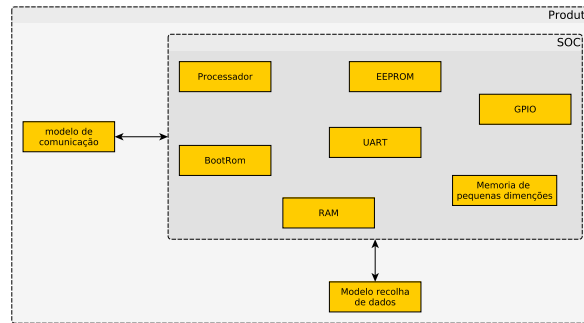 Produt
SOC
Processador
EEPROM
GPIO
modelo de
comunicação
UART
BootRom
Memoria de
pequenas dimenções
RAM
Modelo recolha
de dados